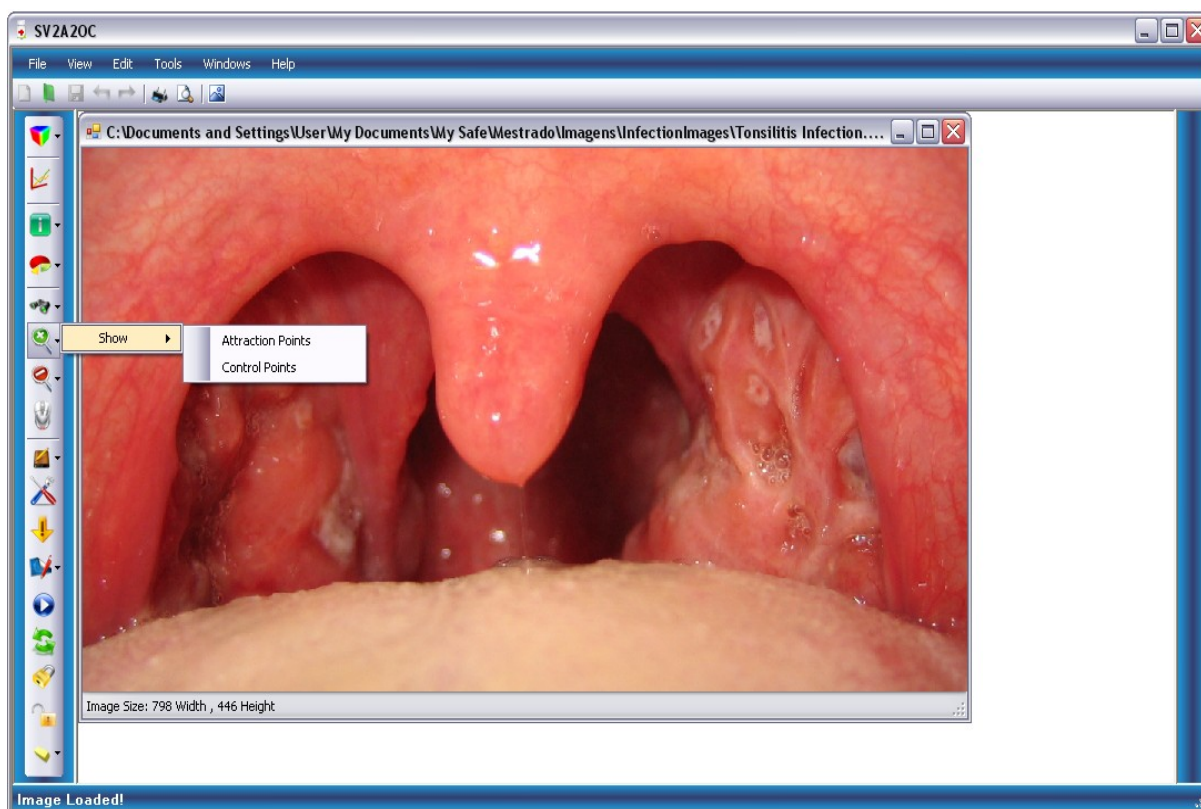 SV2A2OC
File View Edit Tools Windows Help
C:\Documents and Settings\User\My Documents\My Safe\Mestrado\Imagens\InfectionImages\Tonsilitis Infection....
Show
Attraction Points
Control Points
Image Size: 798 Width , 446 Height
Image Loaded!